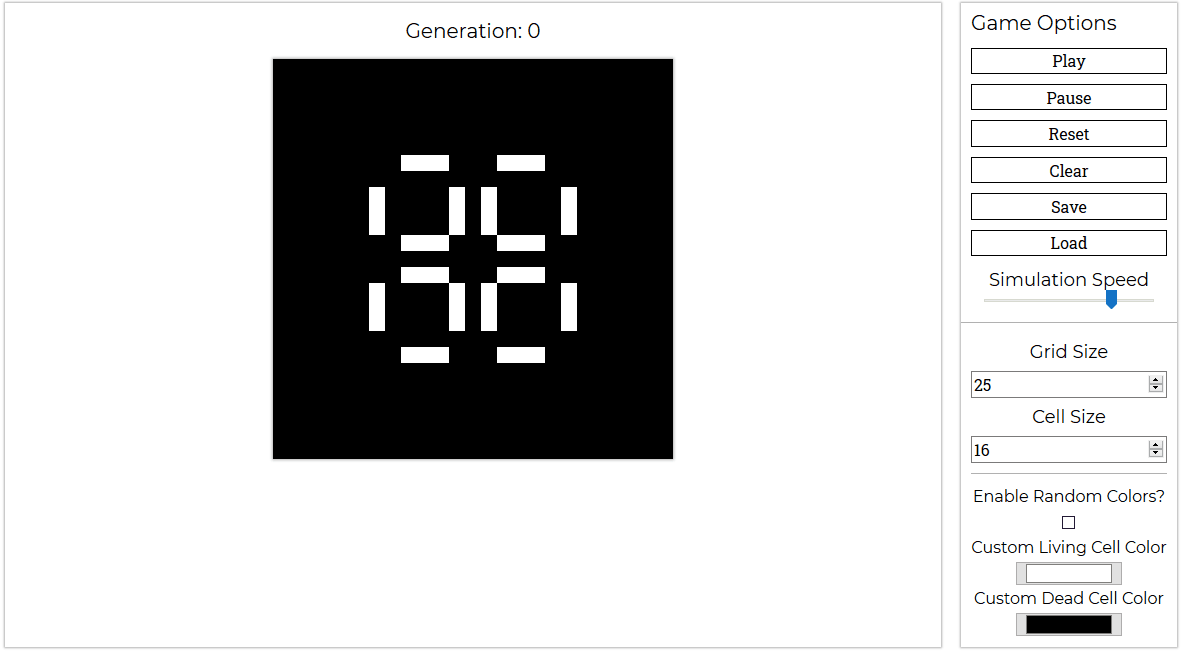 Generation: 0
Game Options
Play
Pause
Reset
Clear
Save
Load
Simulation Speed
Grid Size
25
Cell Size
16
Enable Random Colors?
Custom Living Cell Color
Custom Dead Cell Color